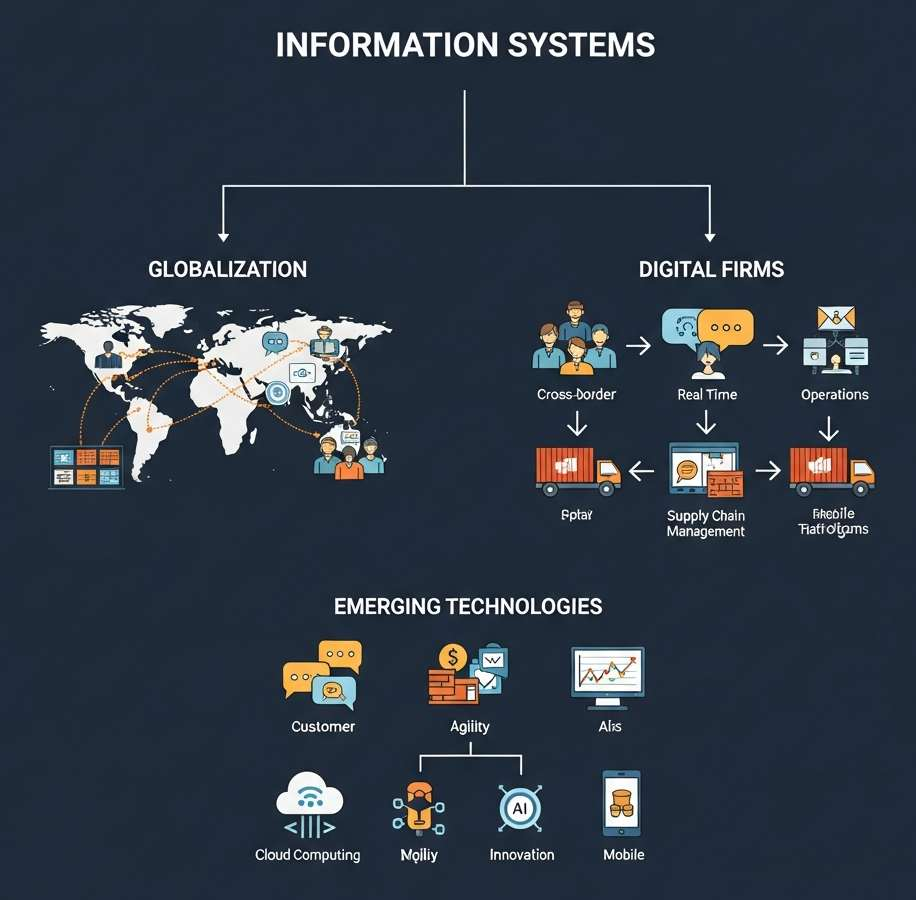 INFORMATION SYSTEMS
GLOBALIZATION
DIGITAL FIRMS
Cross-border
Real Time
Operations
Supply Chain
Management
EMERGING TECHNOLOGIES
$
Customer
Agility
AI
Cloud Computing
Innovation
Mobile